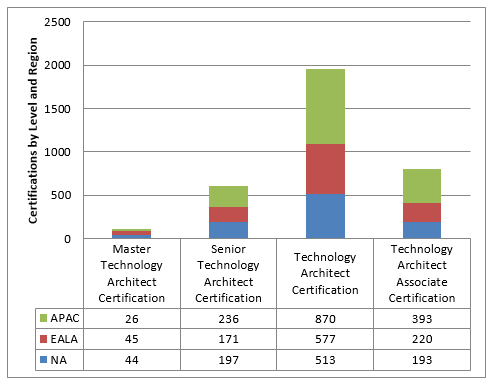 Certifications by Level and Region
2500
2000
1500
1000
500
0
Master Technology Architect Certification
Senior Technology Architect Certification
Technology Architect Certification
Technology Architect Associate Certification
APAC 26 236 870 393
EALA 45 171 577 220
NA 44 197 513 193